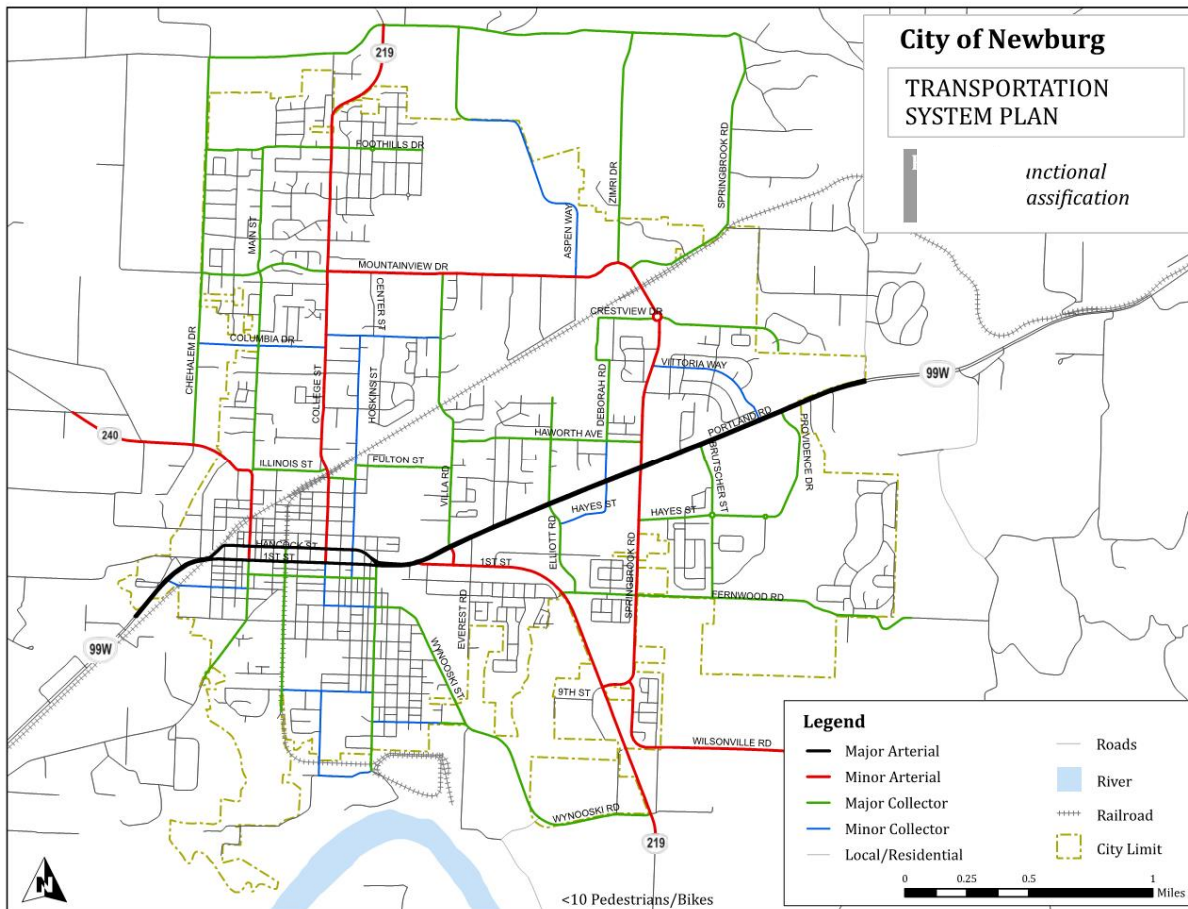 City of Newburg
TRANSPORTATION
SYSTEM PLAN
unctional
assification
219
FOOTHILLS DR
MAIN ST
ZIMRI DR
SPRINGBROOK RD
ASPEN WAY
MOUNTAINVIEW DR
CENTER ST
CRESTVIEW DR
CHEHALEM DR
COLUMBIA DR
COLLEGE ST
HOSKINS ST
VITTORIA WAY
99W
DEBORAH RD
PORTLAND RD
PROVIDENCE DR
240
HAWORTH AVE
ILLINOIS ST
FULTON ST
VILLA RD
BRUTSCHER ST
HAYES ST
HAYES ST
ELLIOTT RD
HANCOCK ST
1ST ST
1ST ST
SPRINGBROOK RD
EVEREST RD
FERNWOOD RD
99W
WYNOOSKI ST
9TH ST
WILSONVILLE RD
WYNOOSKI RD
219
N
<10 Pedestrians/Bikes
Legend
Major Arterial
Minor Arterial
Major Collector
Minor Collector
Local/Residential
Roads
River
Railroad
City Limit
0 0.25 0.5 1
Miles